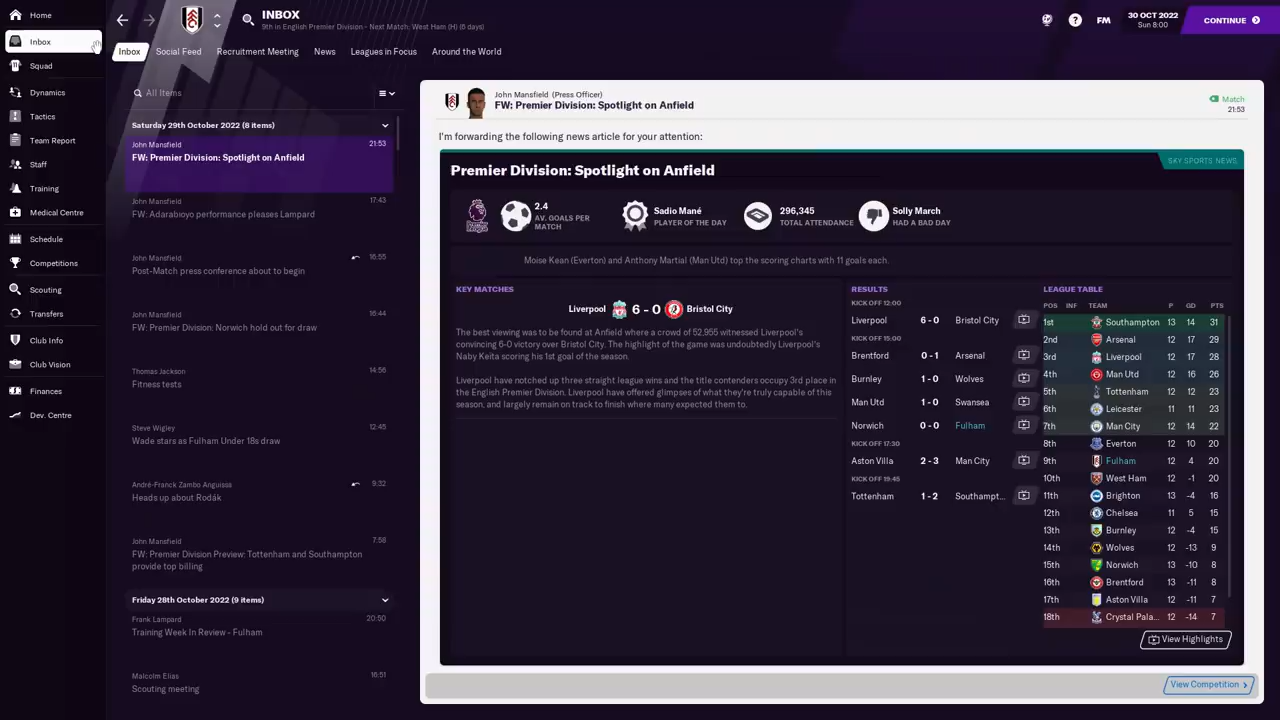 Home
Inbox
Squad
Dynamics
Tactics
Team Report
Staff
Training
Medical Centre
Schedule
Competitions
Scouting
Transfers
Club Info
Club Vision
Finances
Dev. Centre
INBOX
9th in English Premier Division - Next Match: West Ham (H) (6 days)
FM
30 OCT 2022
Sun 8:00
CONTINUE
Inbox
Social Feed
Recruitment Meeting
News
Leagues in Focus
Around the World
All Items
Saturday 29th October 2022 (8 items)
John Mansfield 21:53
FW: Premier Division: Spotlight on Anfield
John Mansfield 17:43
FW: Adarabioyo performance pleases Lampard
John Mansfield 16:55
Post-Match press conference about to begin
John Mansfield 16:44
FW: Premier Division: Norwich hold out for draw
Thomas Jackson 14:56
Fitness tests
Steve Wigley 12:45
Wade stars as Fulham Under 18s draw
André-Franck Zambo Anguissa 9:32
Heads up about Rodák
John Mansfield 7:58
FW: Premier Division Preview: Tottenham and Southampton
provide top billing
Friday 28th October 2022 (9 items)
Frank Lampard 20:50
Training Week In Review - Fulham
Malcolm Elias 16:51
Scouting meeting
John Mansfield (Press Officer)
FW: Premier Division: Spotlight on Anfield
Match
21:53
I'm forwarding the following news article for your attention:
SKY SPORTS NEWS
Premier Division: Spotlight on Anfield
2.4
AV. GOALS PER
MATCH
Sadio Mané
PLAYER OF THE DAY
296,345
TOTAL ATTENDANCE
Solly March
HAD A BAD DAY
Moise Kean (Everton) and Anthony Martial (Man Utd) top the scoring charts with 11 goals each.
KEY MATCHES
Liverpool 6 - 0 Bristol City
The best viewing was to be found at Anfield where a crowd of 52,955 witnessed Liverpool's
convincing 6-0 victory over Bristol City. The highlight of the game was undoubtedly Liverpool's
Naby Keita scoring his 1st goal of the season.
Liverpool have notched up three straight league wins and the title contenders occupy 3rd place in
the English Premier Division. Liverpool have offered glimpses of what they're truly capable of this
season, and largely remain on track to finish where many expected them to.
RESULTS
KICK OFF 12:00
Liverpool 6 - 0 Bristol City
KICK OFF 15:00
Brentford 0 - 1 Arsenal
Burnley 1 - 0 Wolves
Man Utd 1 - 0 Swansea
Norwich 0 - 0 Fulham
KICK OFF 17:30
Aston Villa 2 - 3 Man City
KICK OFF 19:45
Tottenham 1 - 2 Southampt...
LEAGUE TABLE
POS INF TEAM P GD PTS
1st Southampton 13 14 31
2nd Arsenal 12 17 29
3rd Liverpool 12 17 28
4th Man Utd 12 16 26
5th Tottenham 12 12 23
6th Leicester 11 11 23
7th Man City 12 14 22
8th Everton 12 10 20
9th Fulham 12 4 20
10th West Ham 12 -1 20
11th Brighton 13 -4 16
12th Chelsea 11 5 15
13th Burnley 12 -4 15
14th Wolves 12 -13 9
15th Norwich 13 -10 8
16th Brentford 13 -11 8
17th Aston Villa 12 -11 7
18th Crystal Pala... 12 -14 7
View Highlights
View Competition